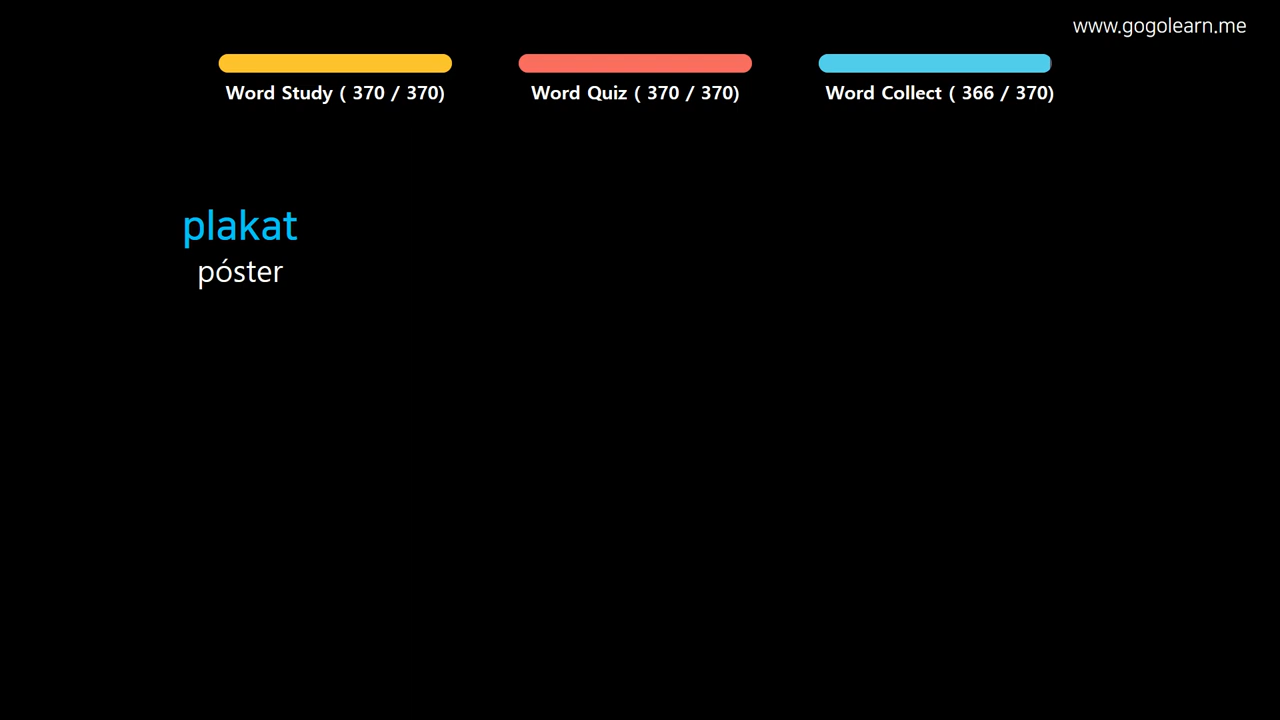 www.gogolearn.me
Word Study ( 370 / 370)
Word Quiz ( 370 / 370)
Word Collect ( 366 / 370)
plakat
póster